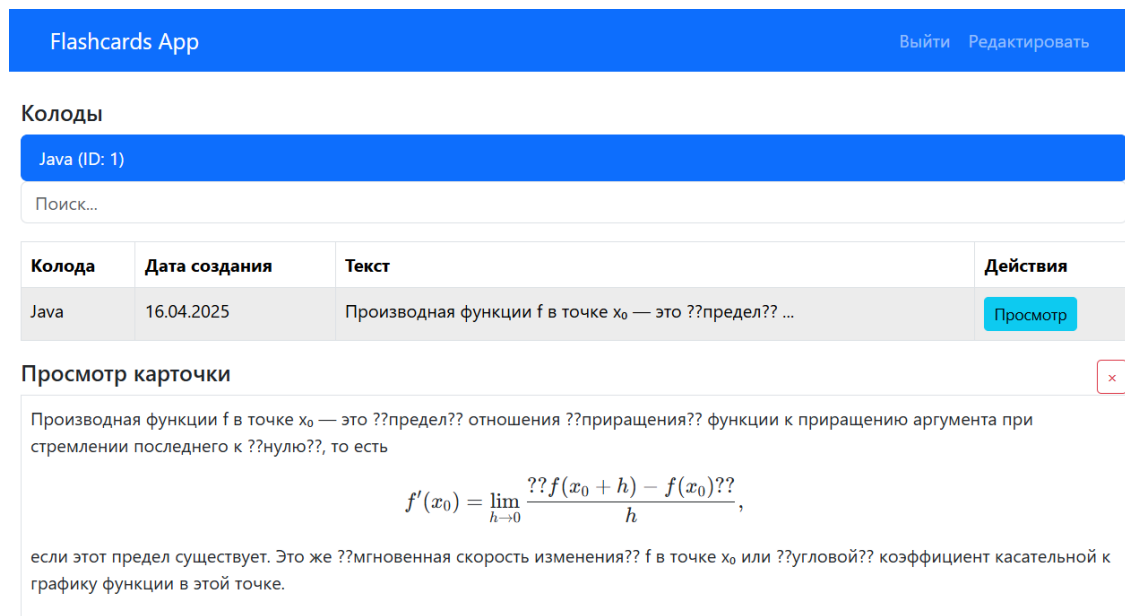 Flashcards App Выйти Редактировать
Колоды
Java (ID: 1)
Поиск...
Колода Дата создания Текст Действия
Java 16.04.2025 Производная функции f в точке x₀ — это ??предел?? ... Просмотр
Просмотр карточки ×
Производная функции f в точке x₀ — это ??предел?? отношения ??приращения?? функции к приращению аргумента при
стремлении последнего к ??нулю??, то есть
f′(x₀) = lim h→0 ??f(x₀ + h) − f(x₀)?? / h,
если этот предел существует. Это же ??мгновенная скорость изменения?? f в точке x₀ или ??угловой?? коэффициент касательной к
графику функции в этой точке.